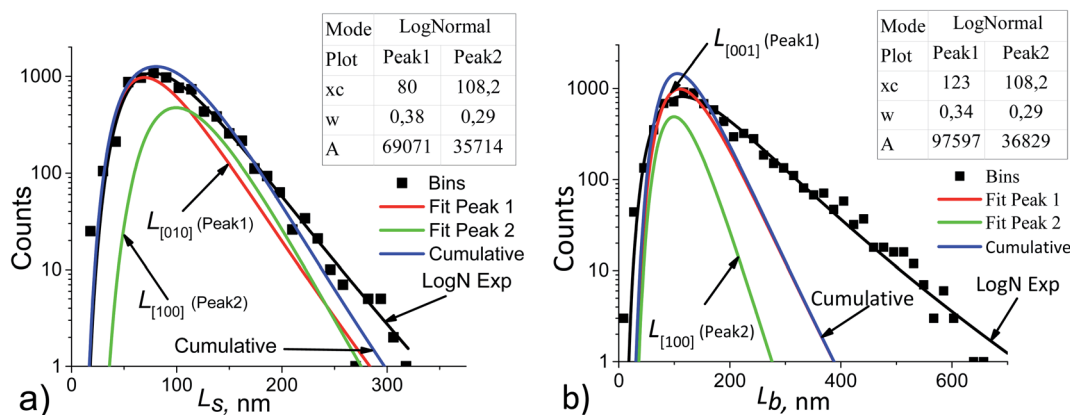 Mode LogNormal
Plot Peak1 Peak2
xc 80 108,2
w 0,38 0,29
A 69071 35714
Bins
Fit Peak 1
Fit Peak 2
Cumulative
LogN Exp
L[010] (Peak1)
L[100] (Peak2)
Cumulative
Counts
1000
100
10
1
0 100 200 300
Ls, nm
a)
Mode LogNormal
Plot Peak1 Peak2
xc 123 108,2
w 0,34 0,29
A 97597 36829
L[001] (Peak1)
Bins
Fit Peak 1
Fit Peak 2
Cumulative
LogN Exp
Cumulative
L[100] (Peak2)
Counts
1000
100
10
1
0 200 400 600
Lb, nm
b)